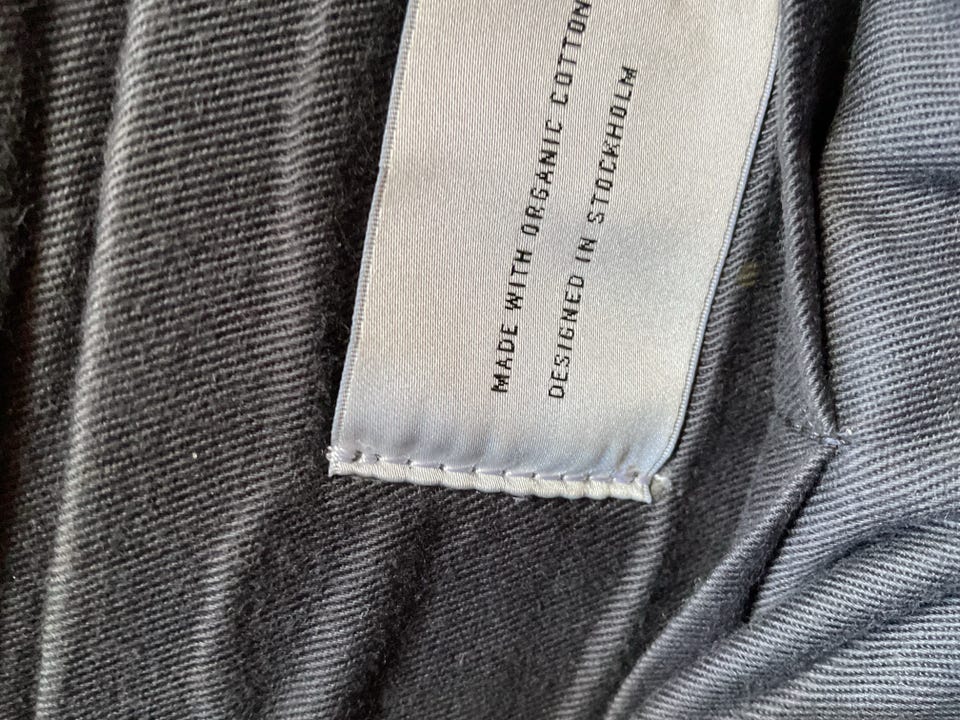 MADE WITH ORGANIC COTTON
DESIGNED IN STOCKHOLM